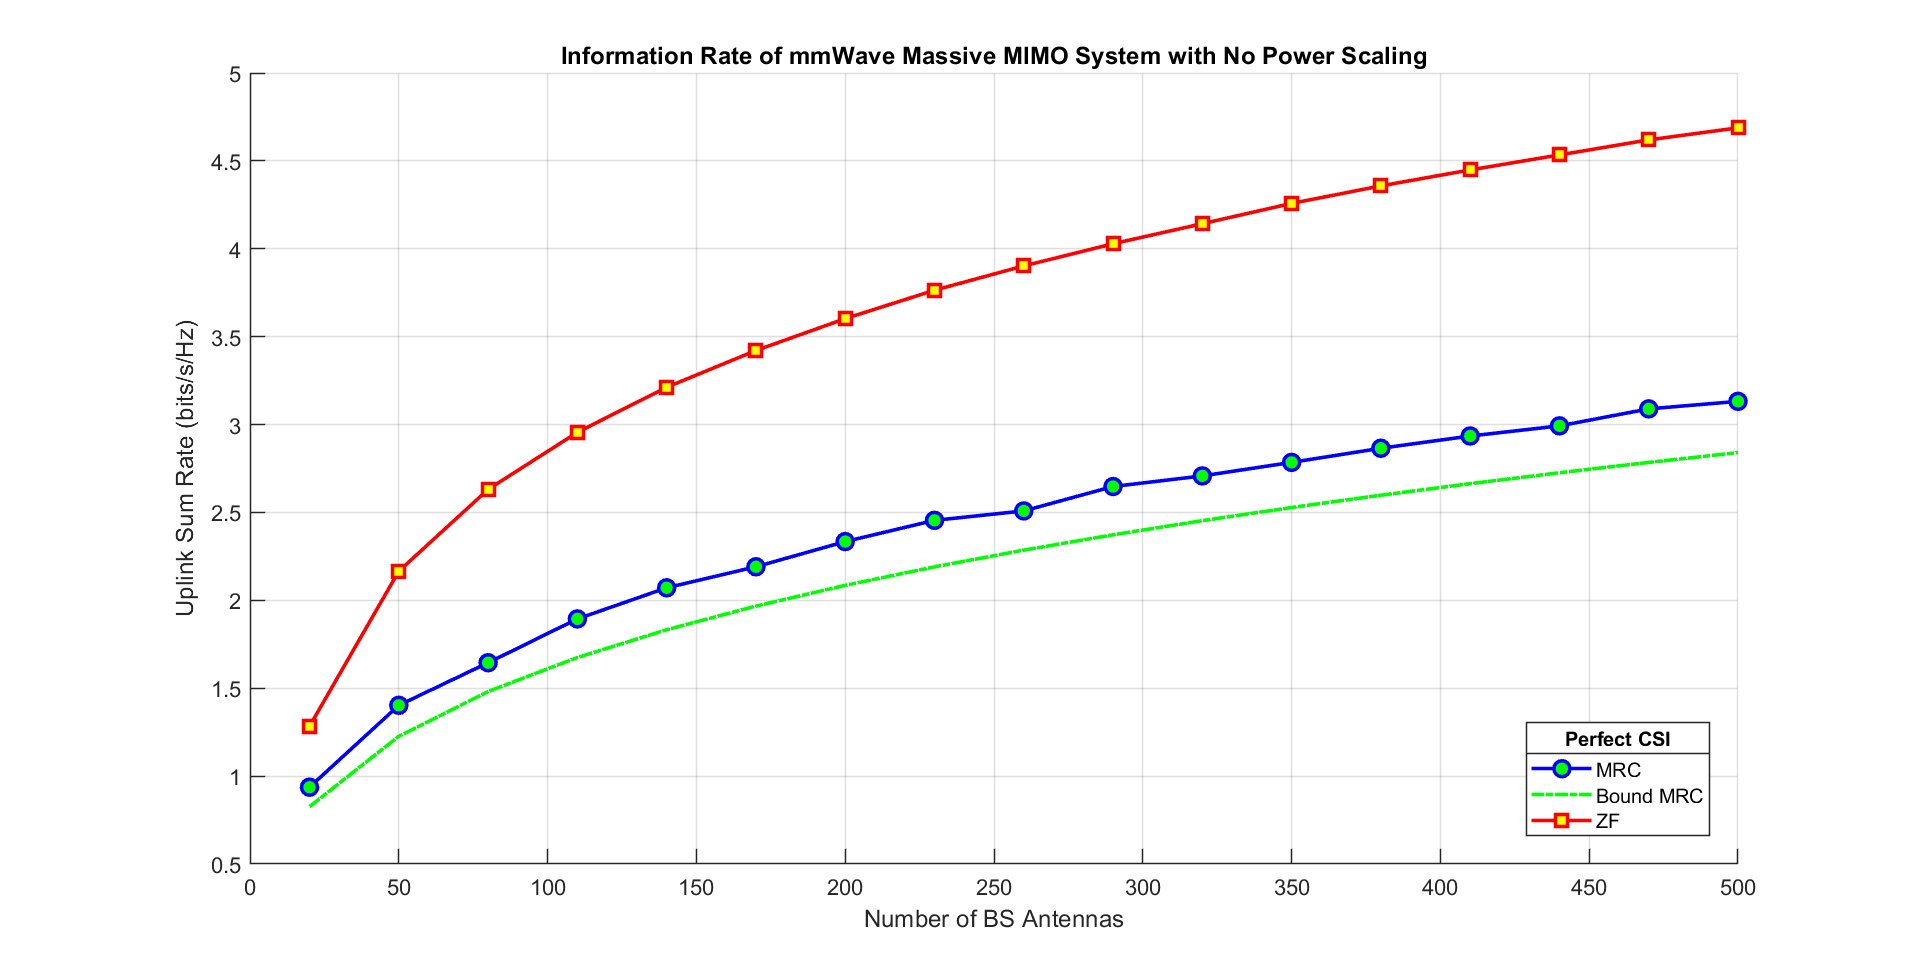 Information Rate of mmWave Massive MIMO System with No Power Scaling
5
4.5
4
3.5
3
2.5
2
1.5
1
0.5
Uplink Sum Rate (bits/s/Hz)
Perfect CSI
MRC
Bound MRC
ZF
0 50 100 150 200 250 300 350 400 450 500
Number of BS Antennas